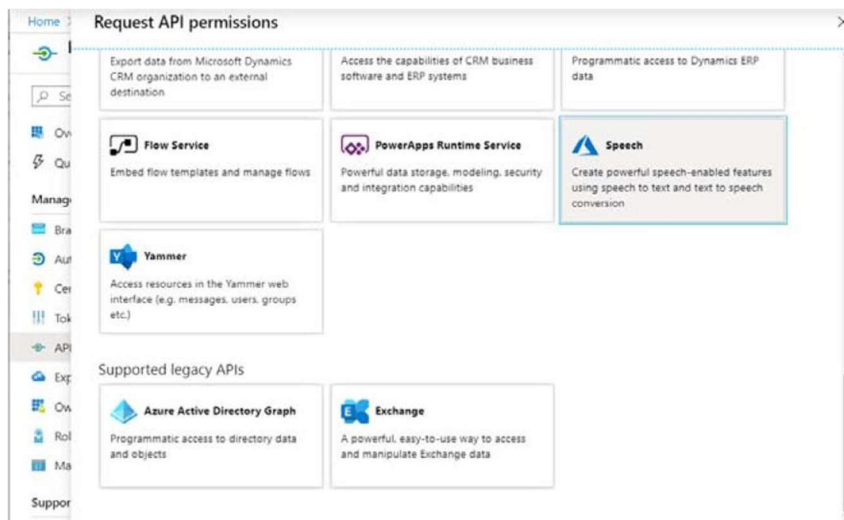 Home
Request API permissions
Export data from Microsoft Dynamics
CRM organization to an external
destination
Access the capabilities of CRM business
software and ERP systems
Programmatic access to Dynamics ERP
data
Se
Ov
Qu
Manag
Bra
Aut
Cer
Tok
API
Exp
Ow
Rol
Ma
Suppor
Flow Service
Embed flow templates and manage flows
PowerApps Runtime Service
Powerful data storage, modeling, security
and integration capabilities
Speech
Create powerful speech-enabled features
using speech to text and text to speech
conversion
Yammer
Access resources in the Yammer web
interface (e.g. messages, users, groups
etc.)
Supported legacy APIs
Azure Active Directory Graph
Programmatic access to directory data
and objects
Exchange
A powerful, easy-to-use way to access
and manipulate Exchange data